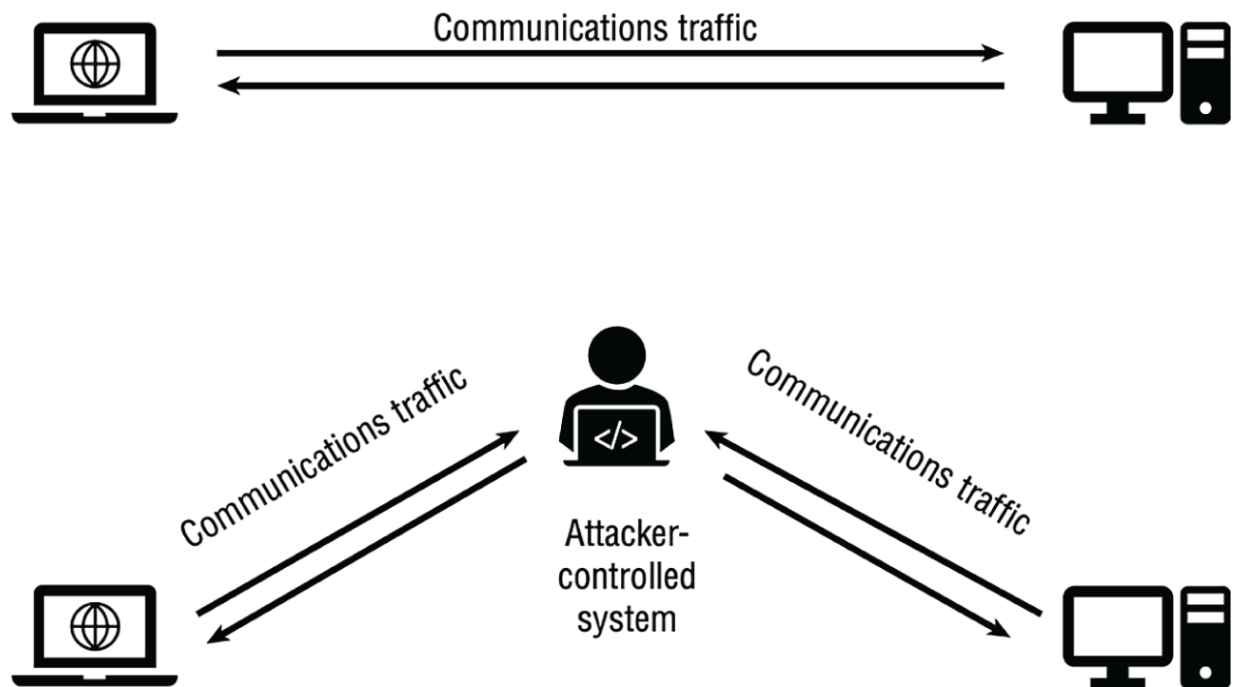 Communications traffic
Communications traffic
Communications traffic
</>
Attacker-
controlled
system